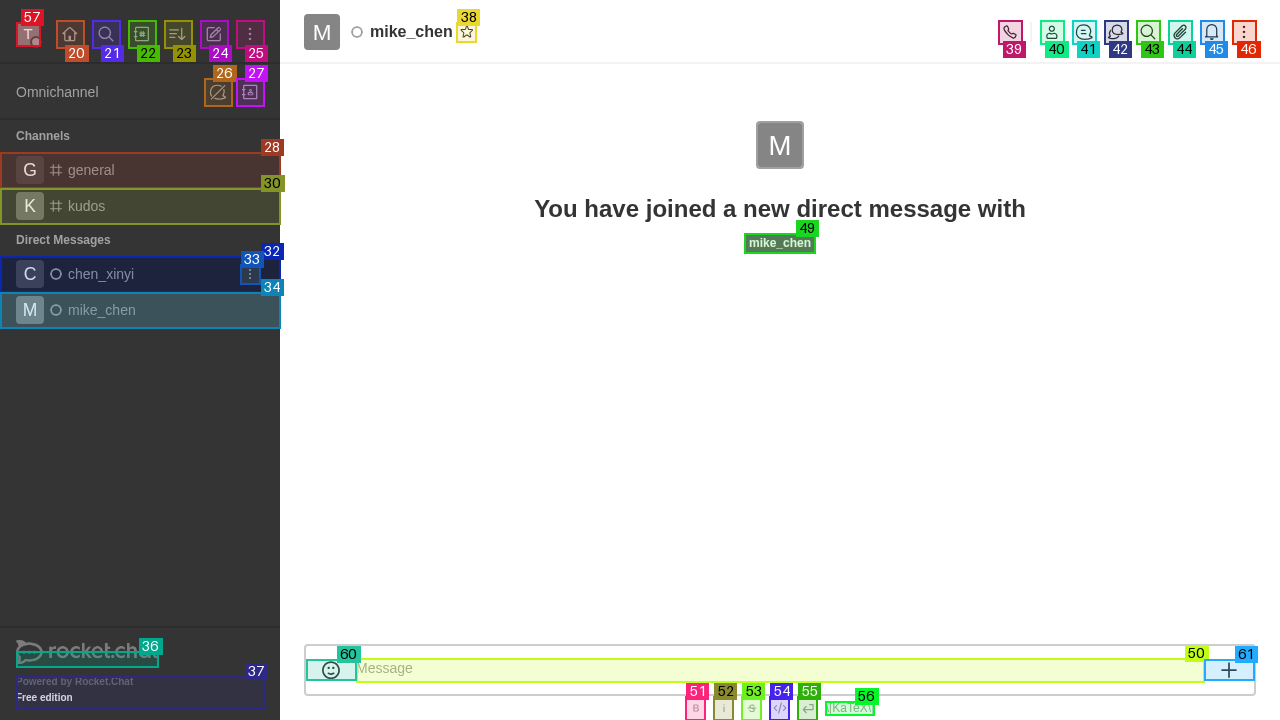 57
T
20
21
22
23
24
25
38
M
mike_chen
39
40
41
42
43
44
45
46
26
27
Omnichannel
Channels
28
G general
30
K kudos
Direct Messages
32
33
C chen_xinyi
34
M mike_chen
M
You have joined a new direct message with
49
mike_chen
36
rocket.chat
37
Powered by Rocket.Chat
Free edition
60
50
61
Message
51
52
53
54
55
56
B
i
S
</>
\(KaTeX\)